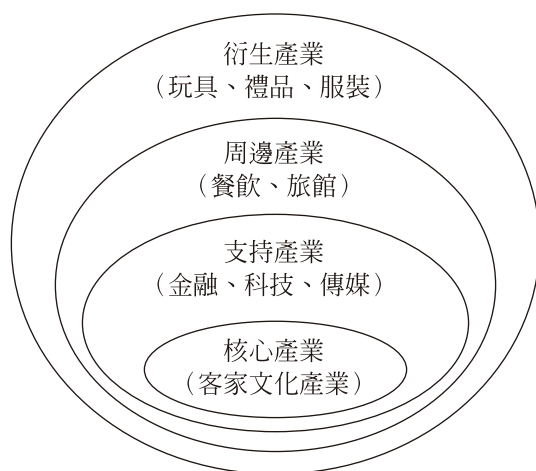 衍生產業
（玩具、禮品、服裝）
周邊產業
（餐飲、旅館）
支持產業
（金融、科技、傳媒）
核心產業
（客家文化產業）